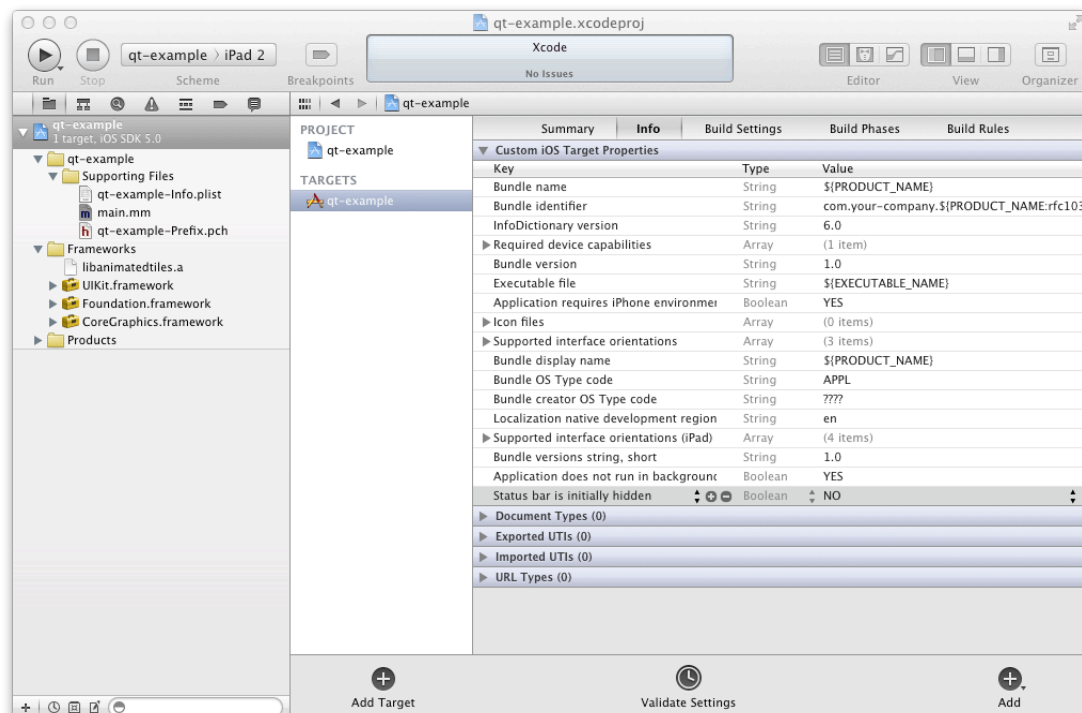 qt-example.xcodeproj
qt-example iPad 2
Xcode
No Issues
Run Stop Scheme Breakpoints Editor View Organizer
qt-example
qt-example
1 target, iOS SDK 5.0
qt-example
Supporting Files
qt-example-Info.plist
main.mm
qt-example-Prefix.pch
Frameworks
libanimatedtiles.a
UIKit.framework
Foundation.framework
CoreGraphics.framework
Products
PROJECT
qt-example
TARGETS
qt-example
Summary Info Build Settings Build Phases Build Rules
Custom iOS Target Properties
Key Type Value
Bundle name String ${PRODUCT_NAME}
Bundle identifier String com.your-company.${PRODUCT_NAME:rfc103
InfoDictionary version String 6.0
Required device capabilities Array (1 item)
Bundle version String 1.0
Executable file String ${EXECUTABLE_NAME}
Application requires iPhone environmer Boolean YES
Icon files Array (0 items)
Supported interface orientations Array (3 items)
Bundle display name String ${PRODUCT_NAME}
Bundle OS Type code String APPL
Bundle creator OS Type code String ????
Localization native development region String en
Supported interface orientations (iPad) Array (4 items)
Bundle versions string, short String 1.0
Application does not run in background Boolean YES
Status bar is initially hidden Boolean NO
Document Types (0)
Exported UTIs (0)
Imported UTIs (0)
URL Types (0)
Add Target Validate Settings Add